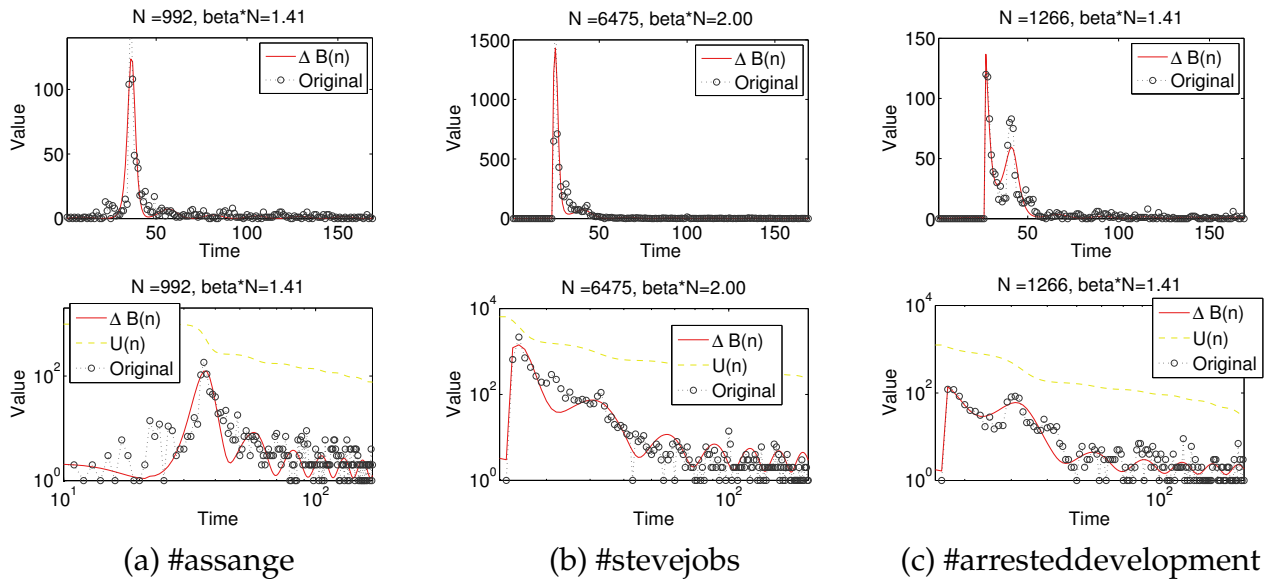 N =992, beta*N=1.41
Value
100
50
0
50
100
150
Time
Δ B(n)
Original
N =6475, beta*N=2.00
Value
1500
1000
500
0
50
100
150
Time
Δ B(n)
Original
N =1266, beta*N=1.41
Value
150
100
50
0
50
100
150
Time
Δ B(n)
Original
N =992, beta*N=1.41
Value
10^2
10^0
10^1
10^2
Time
Δ B(n)
U(n)
Original
N =6475, beta*N=2.00
Value
10^4
10^2
10^0
10^2
Time
Δ B(n)
U(n)
Original
N =1266, beta*N=1.41
Value
10^4
10^2
10^0
10^2
Time
Δ B(n)
U(n)
Original
(a) #assange
(b) #stevejobs
(c) #arresteddevelopment